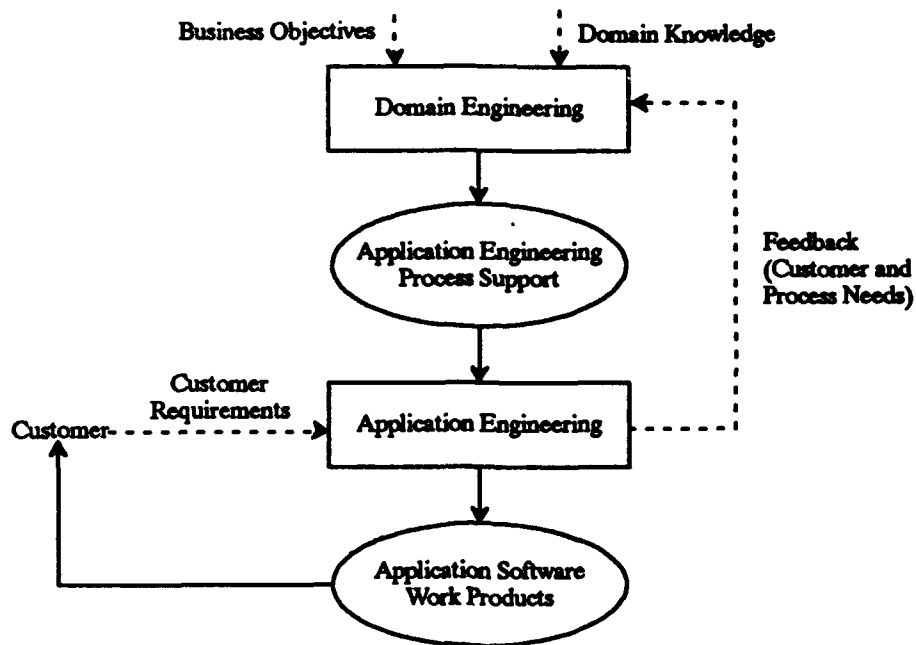 Business Objectives
Domain Knowledge
Domain Engineering
Application Engineering
Process Support
Feedback
(Customer and
Process Needs)
Customer
Requirements
Customer
Application Engineering
Application Software
Work Products